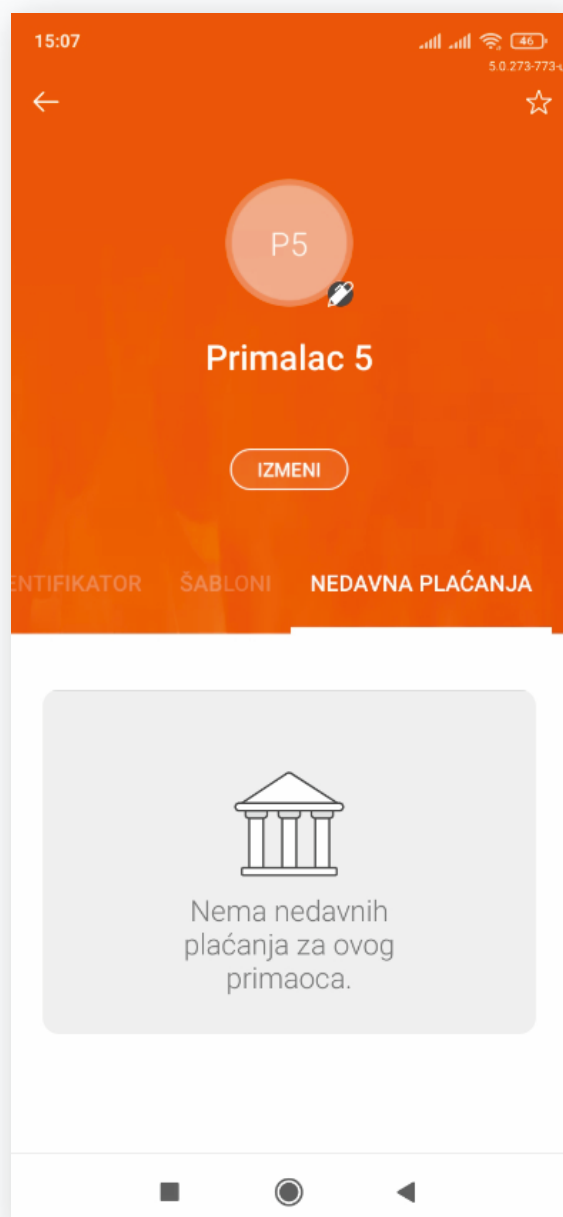 15:07
46
5.0.273-773-u
P5
Primalac 5
IZMENI
ENTIFIKATOR ŠABLONI NEDAVNA PLAĆANJA
Nema nedavnih
plaćanja za ovog
primaoca.